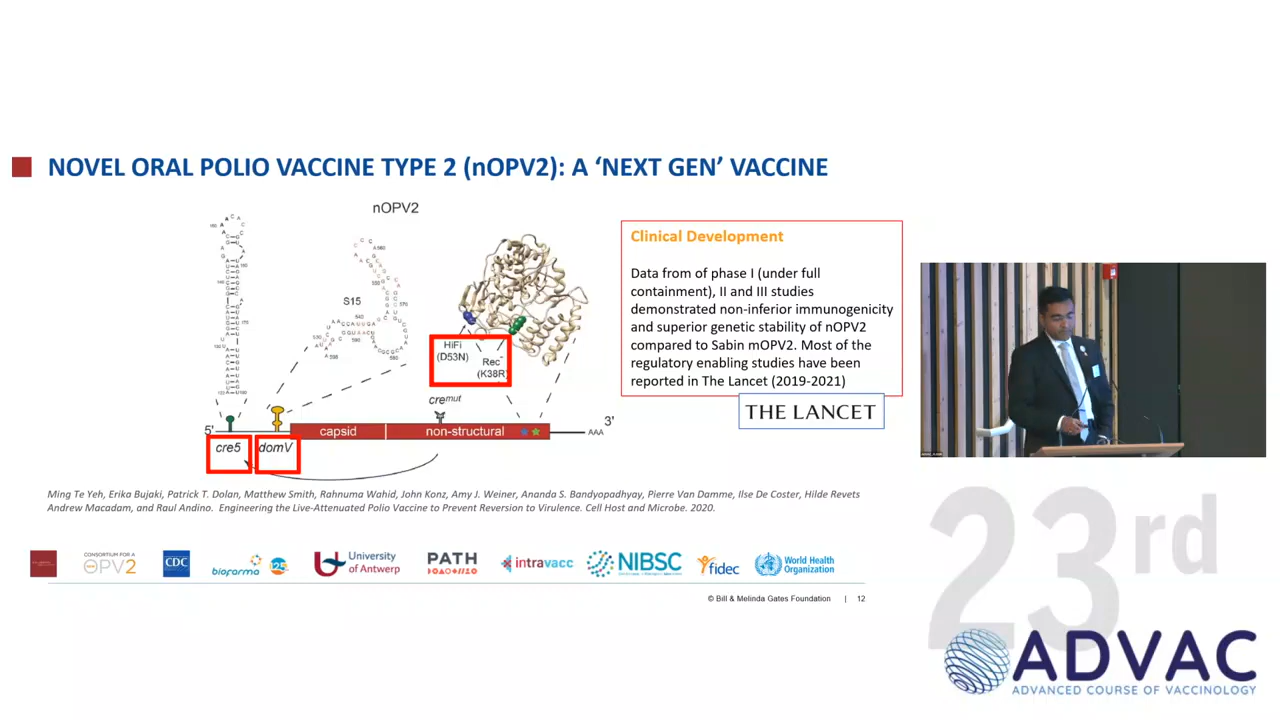 NOVEL ORAL POLIO VACCINE TYPE 2 (nOPV2): A ‘NEXT GEN’ VACCINE
nOPV2
S15
HiFi
(D53N)
Rec⁻
(K38R)
cre^mut
5'
3'
capsid
non-structural
AAA
cre5
domV
Clinical Development
Data from of phase I (under full
containment), II and III studies
demonstrated non-inferior immunogenicity
and superior genetic stability of nOPV2
compared to Sabin mOPV2. Most of the
regulatory enabling studies have been
reported in The Lancet (2019-2021)
THE LANCET
Ming Te Yeh, Erika Bujaki, Patrick T. Dolan, Matthew Smith, Rahnuma Wahid, John Konz, Amy J. Weiner, Ananda S. Bandyopadhyay, Pierre Van Damme, Ilse De Coster, Hilde Revets
Andrew Macadam, and Raul Andino. Engineering the Live-Attenuated Polio Vaccine to Prevent Reversion to Virulence. Cell Host and Microbe. 2020.
CONSORTIUM FOR A
OPV2
CDC
biofarma
125
University
of Antwerp
PATH
intravacc
NIBSC
fidec
World Health
Organization
© Bill & Melinda Gates Foundation | 12
23rd
ADVAC
ADVANCED COURSE OF VACCINOLOGY